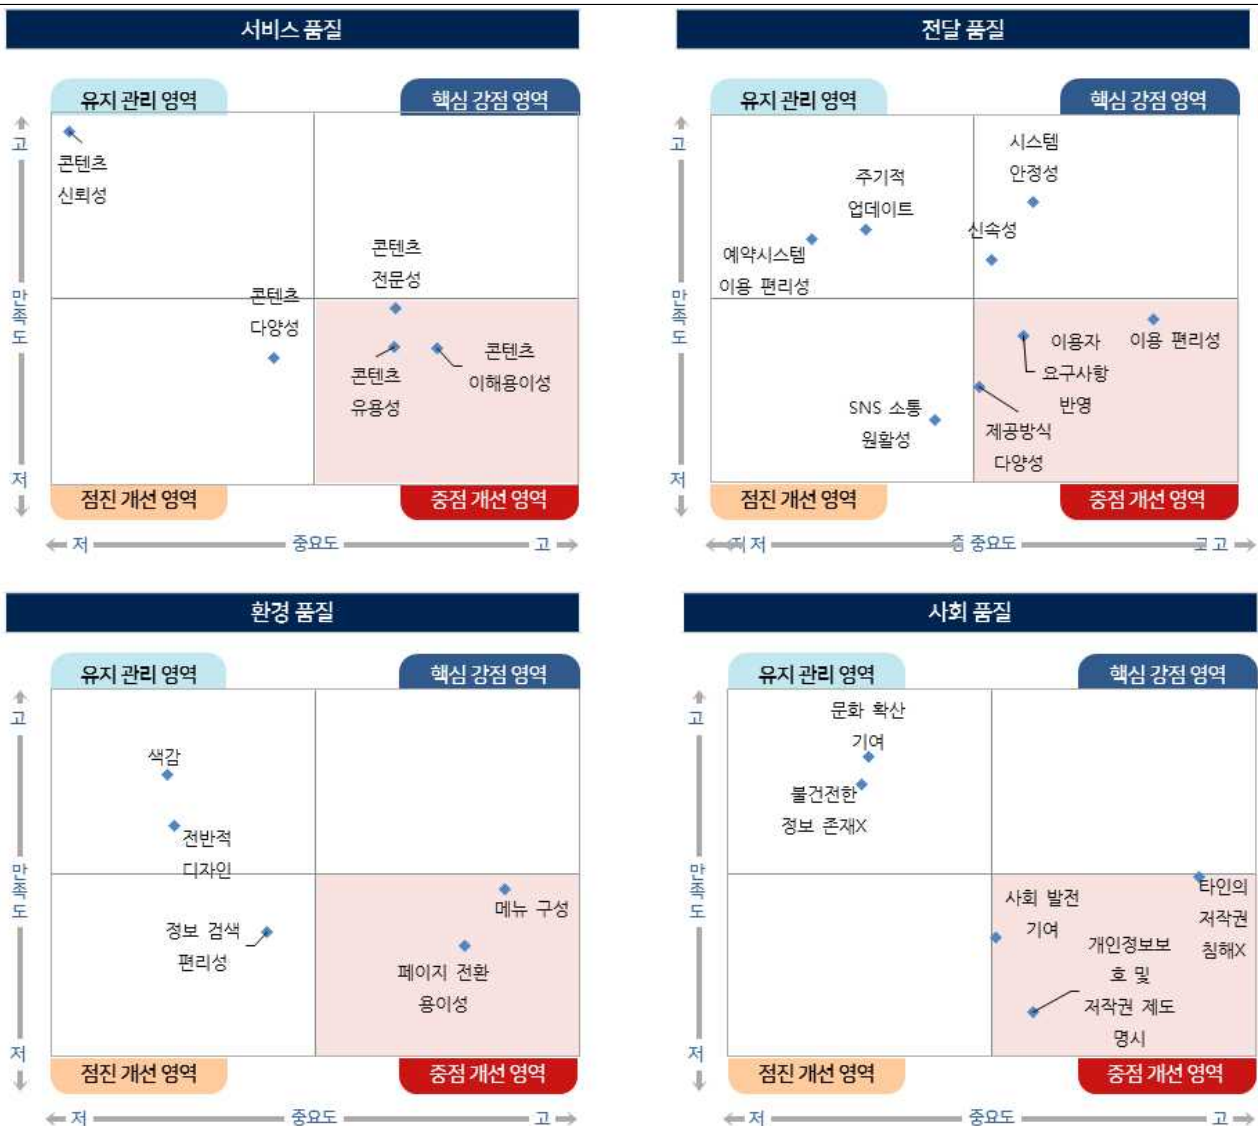 서비스 품질
유지 관리 영역
핵심 강점 영역
고
만족도
저
콘텐츠
신뢰성
콘텐츠
전문성
콘텐츠
다양성
콘텐츠
유용성
콘텐츠
이해용이성
점진 개선 영역
중점 개선 영역
저 중요도 고
전달 품질
유지 관리 영역
핵심 강점 영역
고
만족도
저
시스템
안정성
주기적
업데이트
신속성
예약시스템
이용 편리성
이용자
요구사항
반영
이용 편리성
SNS 소통
원활성
제공방식
다양성
점진 개선 영역
중점 개선 영역
저 중요도 고
환경 품질
유지 관리 영역
핵심 강점 영역
고
만족도
저
색감
전반적
디자인
정보 검색
편리성
메뉴 구성
페이지 전환
용이성
점진 개선 영역
중점 개선 영역
저 중요도 고
사회 품질
유지 관리 영역
핵심 강점 영역
고
만족도
저
문화 확산
기여
불건전한
정보 존재X
사회 발전
기여
타인의
저작권
침해X
개인정보보
호 및
저작권 제도
명시
점진 개선 영역
중점 개선 영역
저 중요도 고